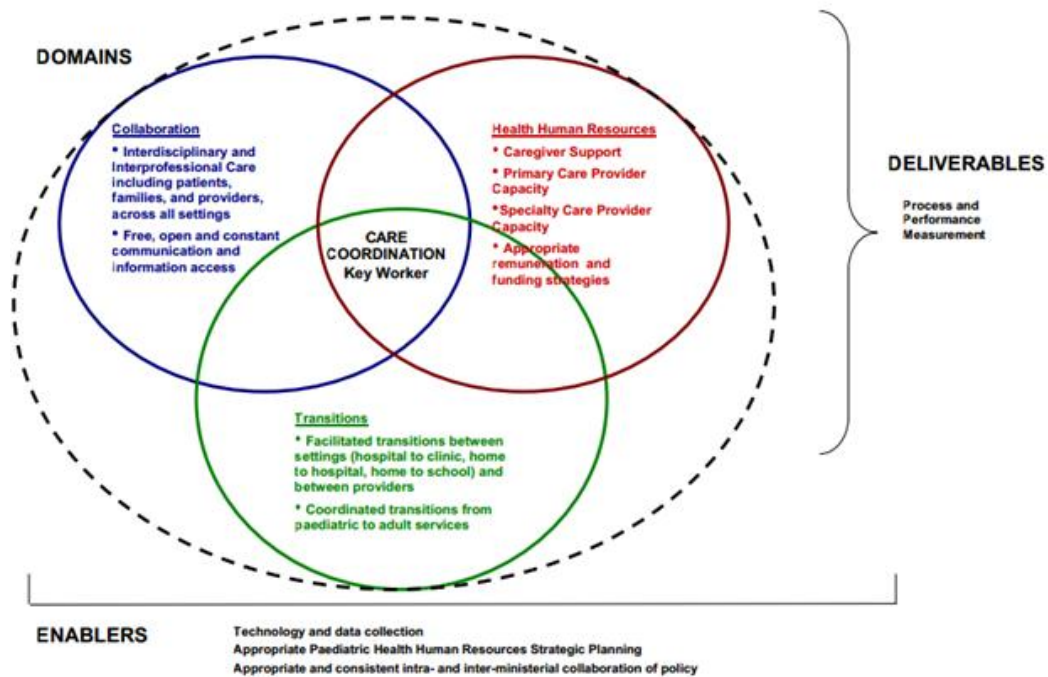 DOMAINS
Collaboration
• Interdisciplinary and
Interprofessional Care
including patients,
families, and providers,
across all settings
• Free, open and constant
communication and
information access
Health Human Resources
• Caregiver Support
• Primary Care Provider
Capacity
•Specialty Care Provider
Capacity
• Appropriate
remuneration and
funding strategies
CARE
COORDINATION
Key Worker
Transitions
• Facilitated transitions between
settings (hospital to clinic, home
to hospital, home to school) and
between providers
• Coordinated transitions from
paediatric to adult services
DELIVERABLES
Process and
Performance
Measurement
ENABLERS
Technology and data collection
Appropriate Paediatric Health Human Resources Strategic Planning
Appropriate and consistent intra- and inter-ministerial collaboration of policy